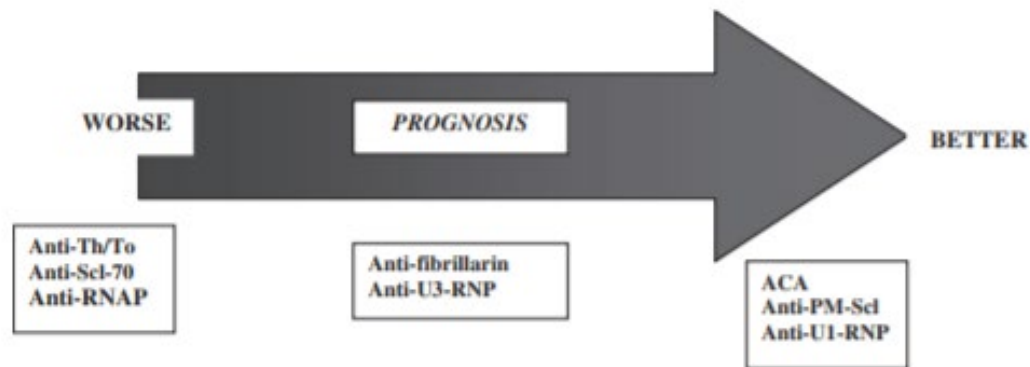 WORSE
PROGNOSIS
BETTER
Anti-Th/To
Anti-Scl-70
Anti-RNAP
Anti-fibrillarin
Anti-U3-RNP
ACA
Anti-PM-Scl
Anti-U1-RNP